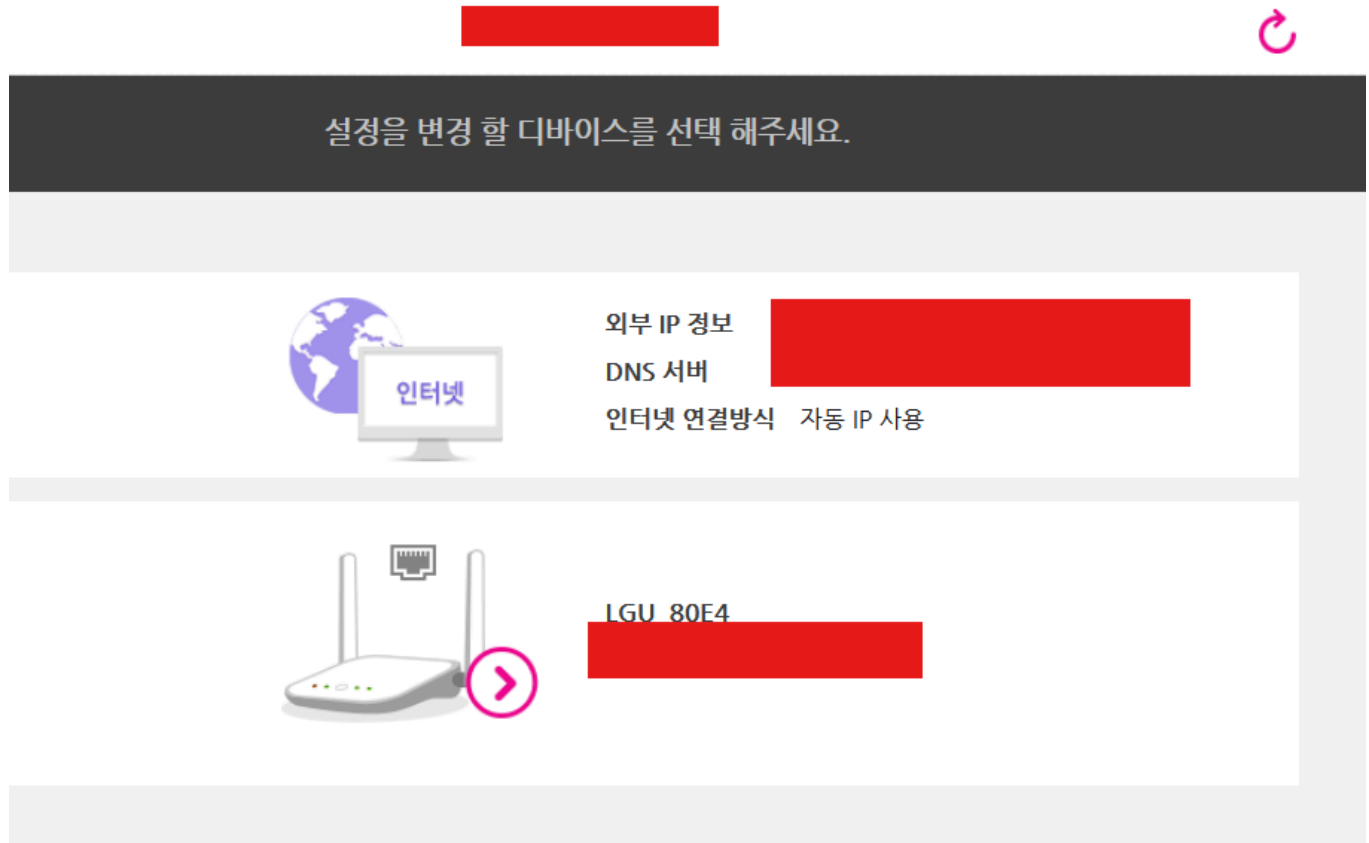 설정을 변경 할 디바이스를 선택 해주세요.
인터넷
외부 IP 정보
DNS 서버
인터넷 연결방식 자동 IP 사용
LGU_80E4